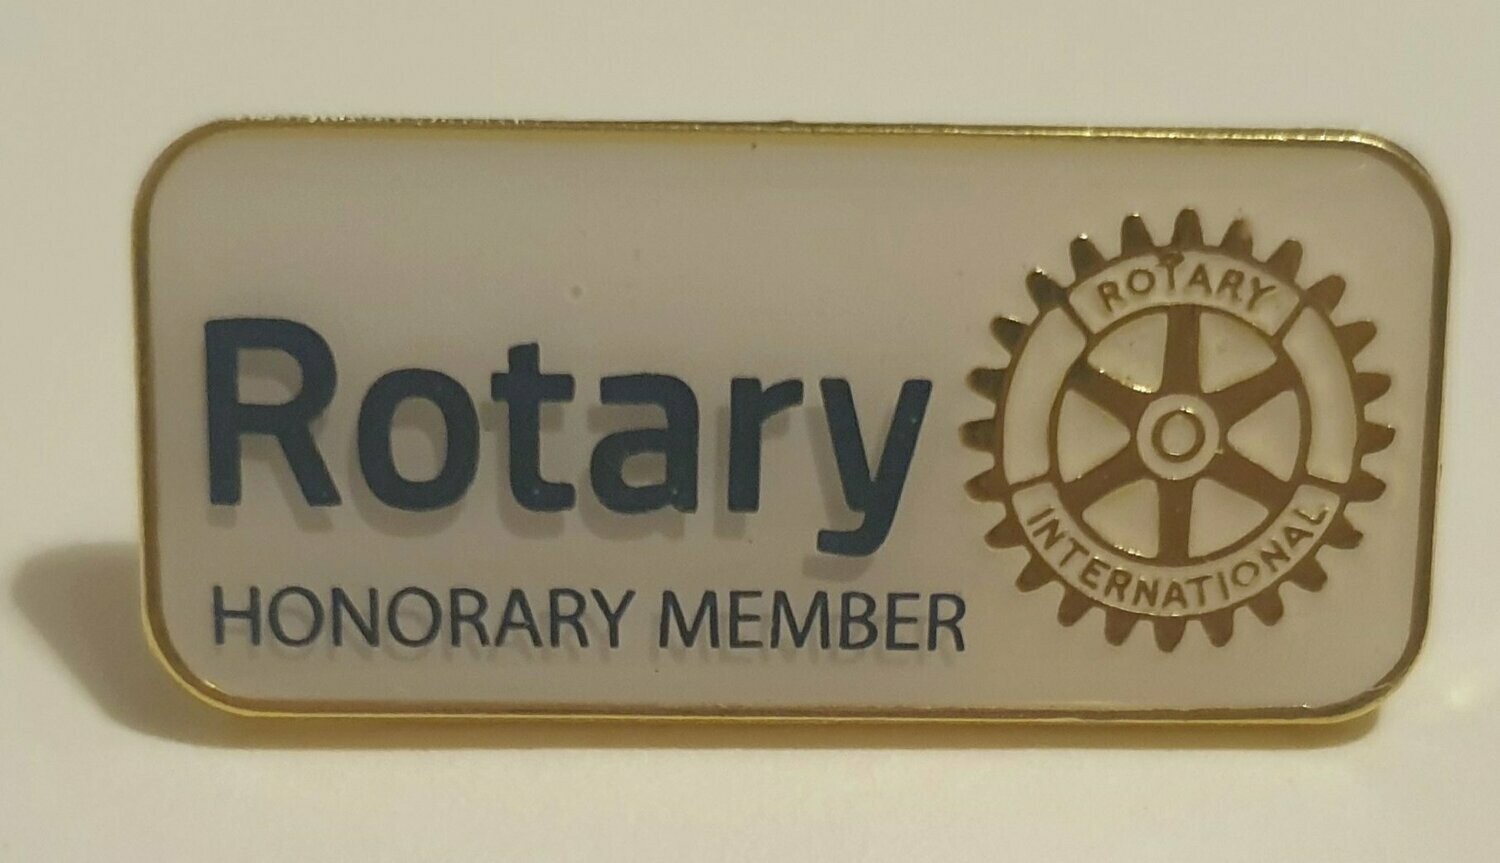 Rotary
HONORARY MEMBER
ROTARY
INTERNATIONAL